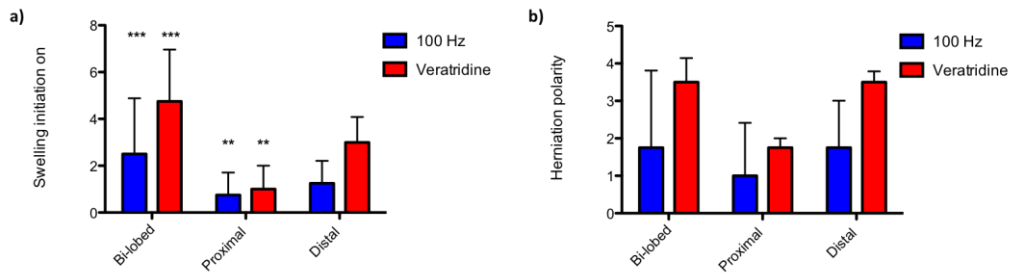 a)
Swelling initiation on
8
6
4
2
0
*** ***
** **
Bi-lobed
Proximal
Distal
100 Hz
Veratridine
b)
Herniation polarity
5
4
3
2
1
0
Bi-lobed
Proximal
Distal
100 Hz
Veratridine